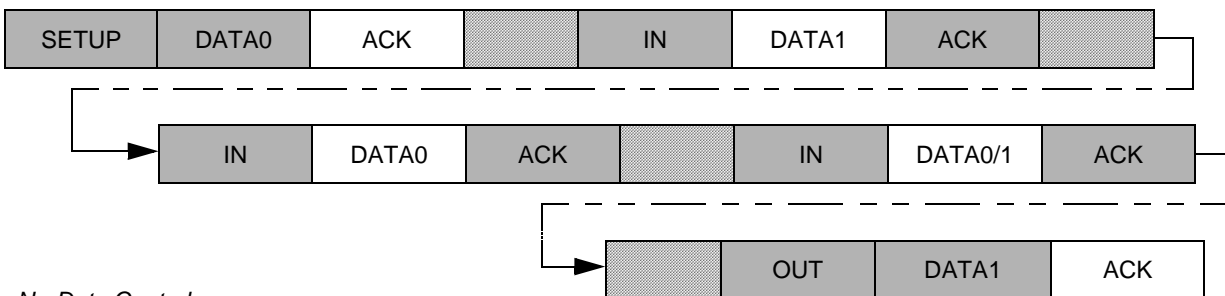 SETUP DATA0 ACK IN DATA1 ACK
IN DATA0 ACK IN DATA0/1 ACK
OUT DATA1 ACK